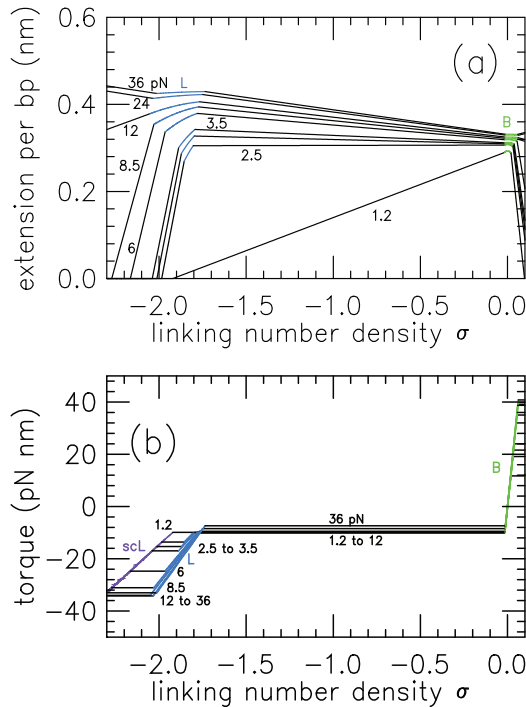 0.6
(a)
36 pN
L
24
0.4
12
3.5
B
8.5
2.5
0.2
1.2
6
0.0
extension per bp (nm)
−2.0 −1.5 −1.0 −0.5 0.0
linking number density σ
40
(b)
20
B
0
36 pN
1.2
1.2 to 12
scL
2.5 to 3.5
L
−20
6
8.5
12 to 36
−40
torque (pN nm)
−2.0 −1.5 −1.0 −0.5 0.0
linking number density σ